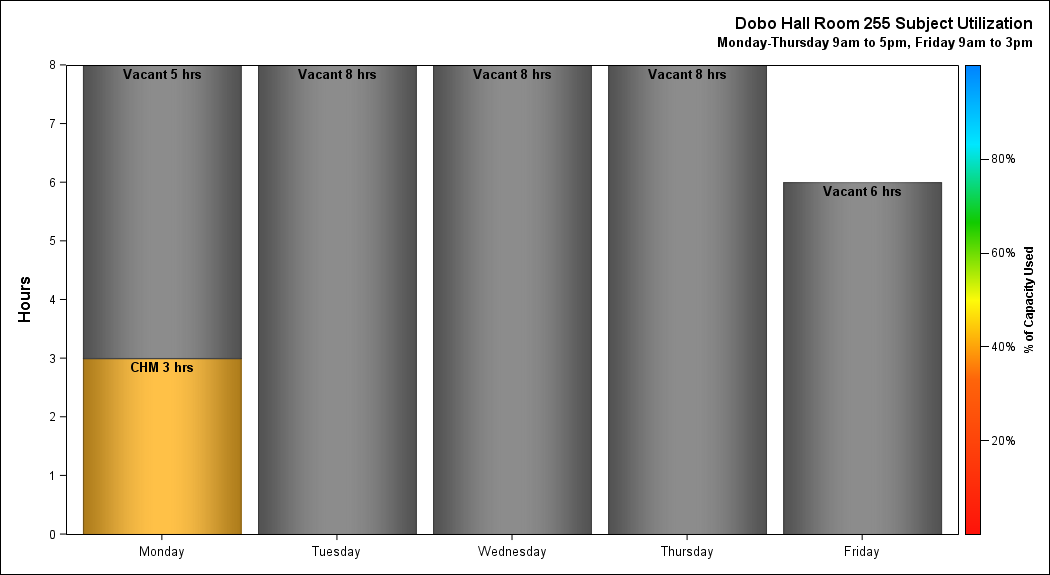 Dobo Hall Room 255 Subject Utilization
Monday-Thursday 9am to 5pm, Friday 9am to 3pm
Hours
8
7
6
5
4
3
2
1
0
Vacant 5 hrs
CHM 3 hrs
Vacant 8 hrs
Vacant 8 hrs
Vacant 8 hrs
Vacant 6 hrs
Monday
Tuesday
Wednesday
Thursday
Friday
80%
60%
40%
20%
% of Capacity Used